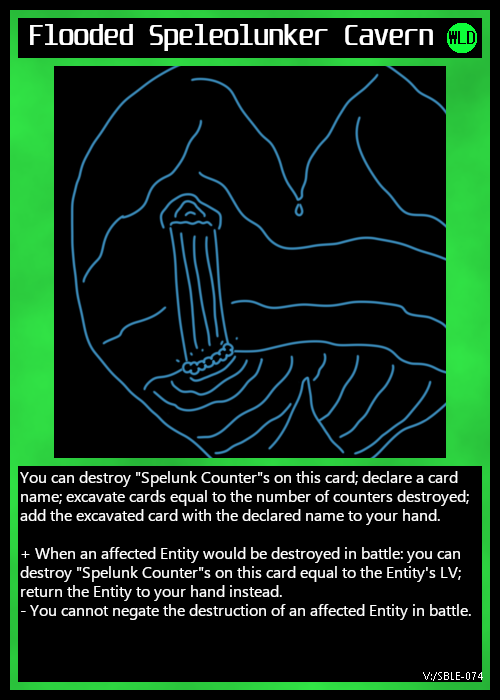 Flooded Speleolunker Cavern WLD
You can destroy "Spelunk Counter"s on this card; declare a card
name; excavate cards equal to the number of counters destroyed;
add the excavated card with the declared name to your hand.
+ When an affected Entity would be destroyed in battle: you can
destroy "Spelunk Counter"s on this card equal to the Entity's LV;
return the Entity to your hand instead.
- You cannot negate the destruction of an affected Entity in battle.
V:/SBLE-074